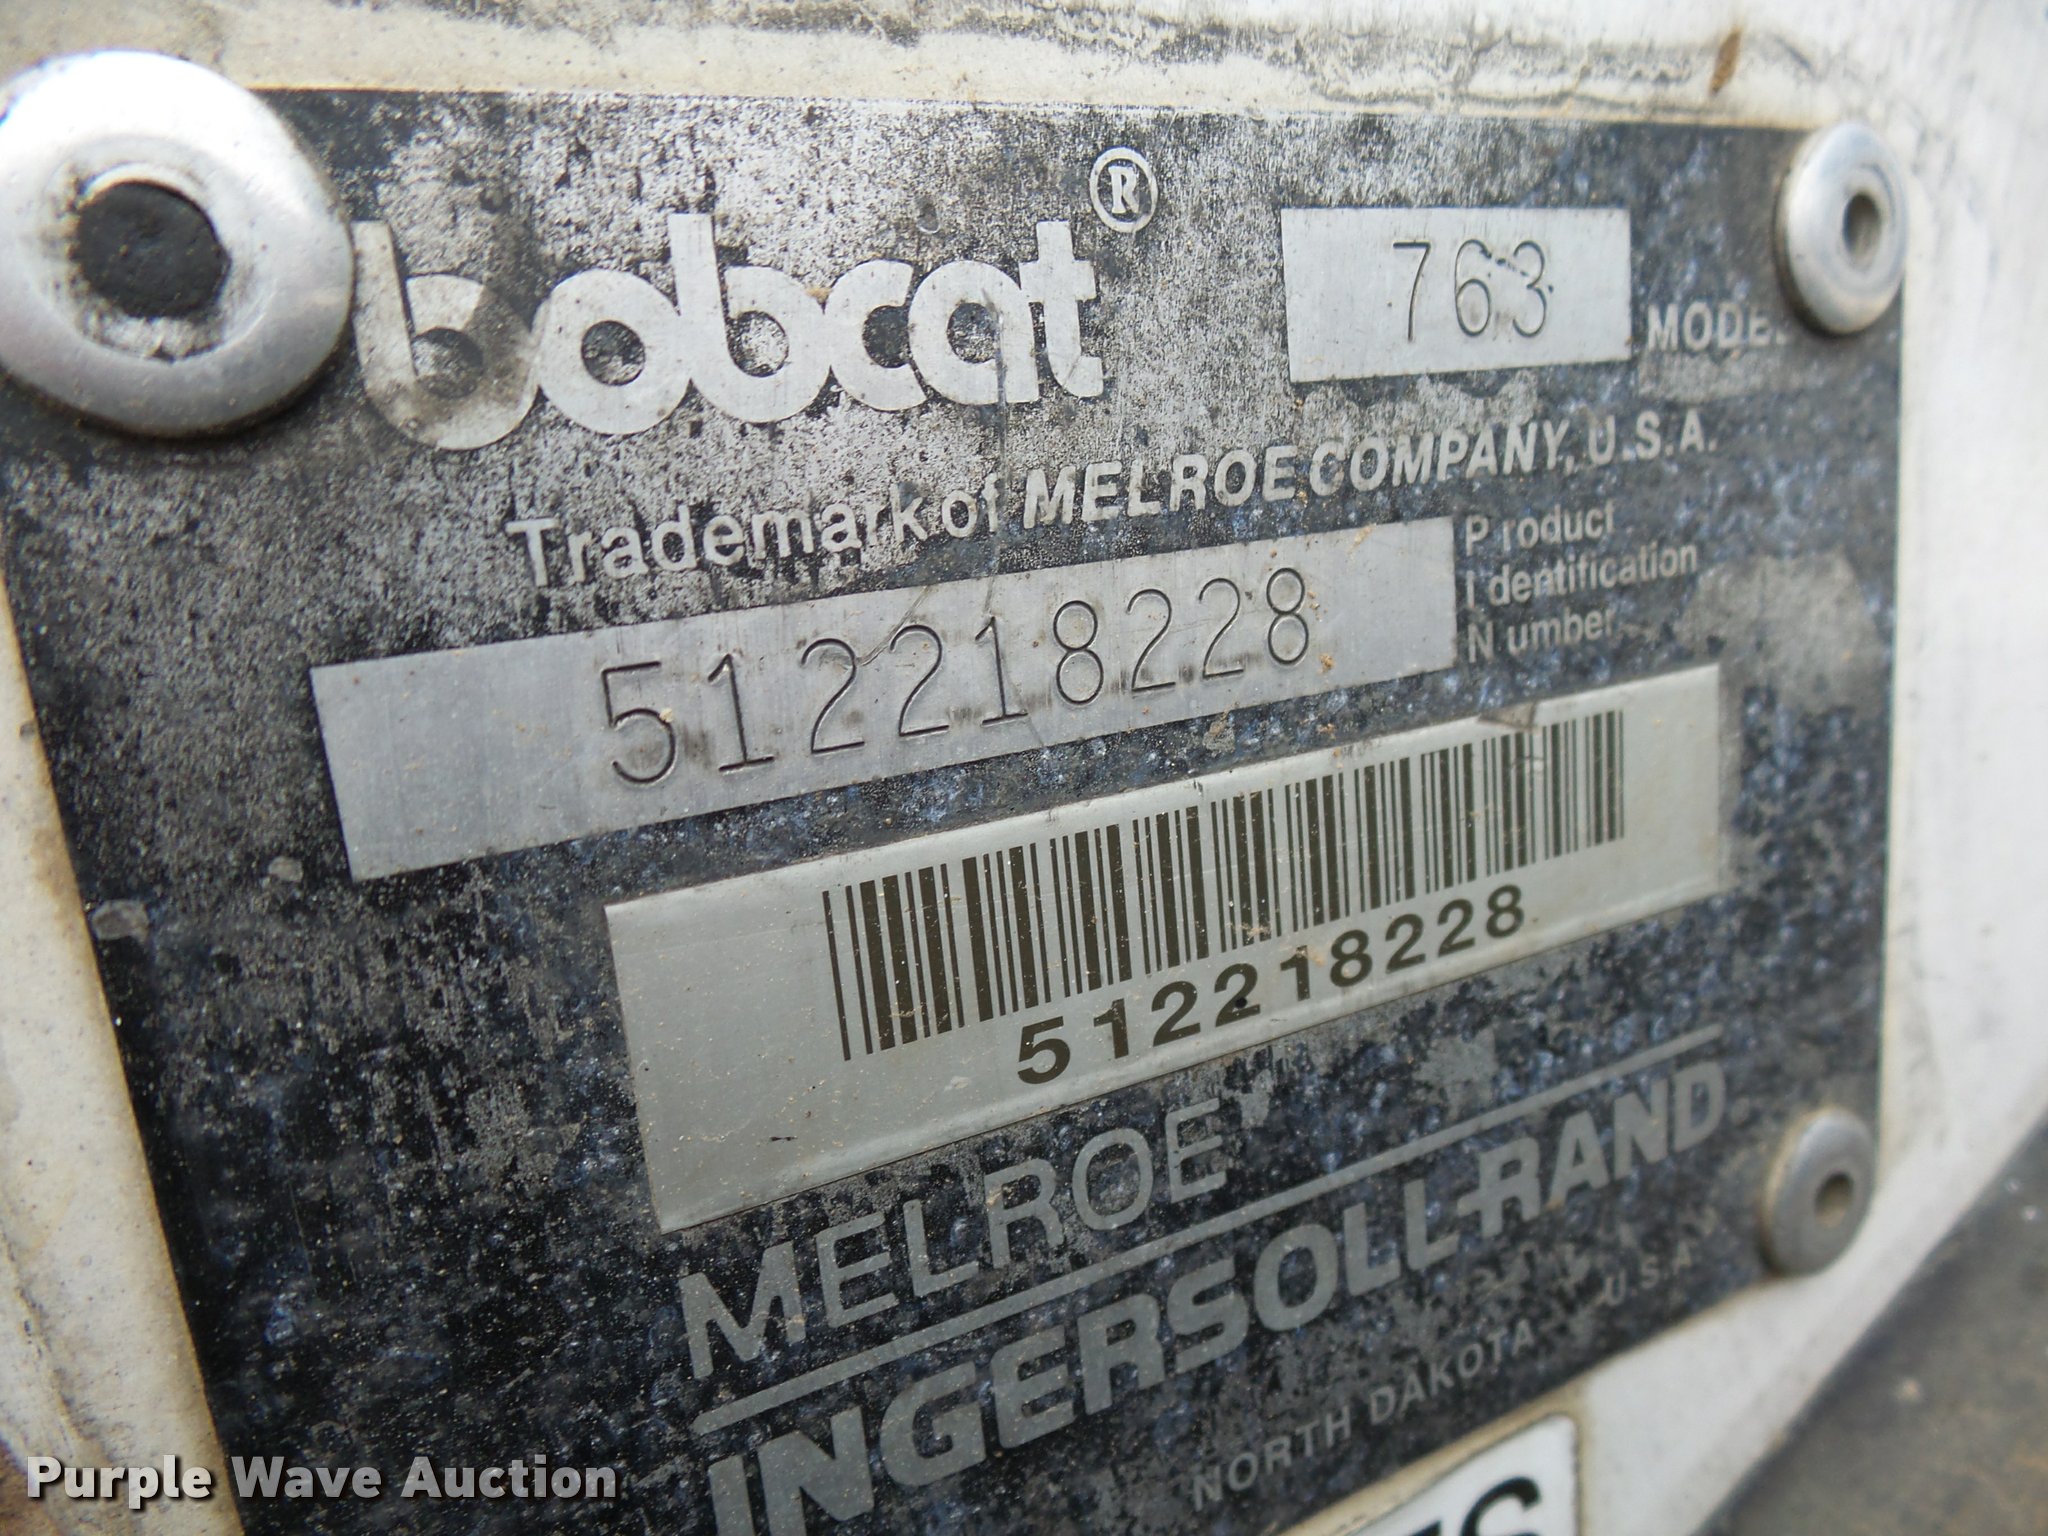 bobcat®
763 MODEL
Trademark of MELROE COMPANY, U.S.A.
512218228
Product
Identification
Number
512218228
MELROE
INGERSOLL-RAND
NORTH DAKOTA U.S.A.
Purple Wave Auction